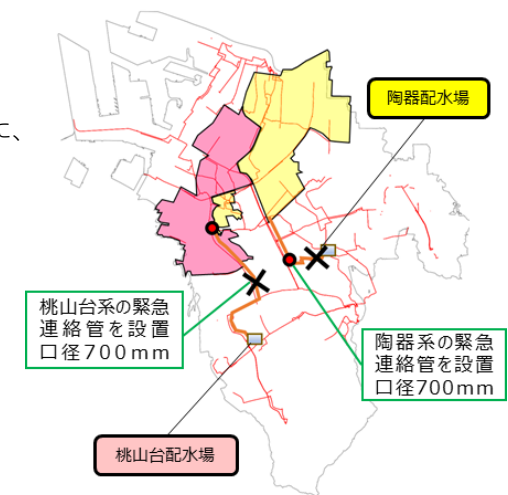 陶器配水場
に、
桃山台系の緊急
連絡管を設置
口径700mm
陶器系の緊急
連絡管を設置
口径700mm
桃山台配水場